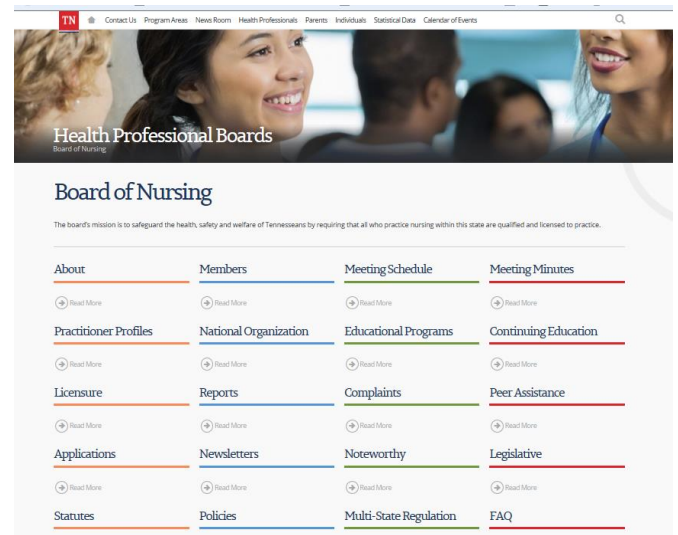 TN Contact Us Program Areas News Room Health Professionals Parents Individuals Statistical Data Calendar of Events
Health Professional Boards
Board of Nursing
Board of Nursing
The board's mission is to safeguard the health, safety and welfare of Tennesseans by requiring that all who practice nursing within this state are qualified and licensed to practice.
About Members Meeting Schedule Meeting Minutes
Read More Read More Read More Read More
Practitioner Profiles National Organization Educational Programs Continuing Education
Read More Read More Read More Read More
Licensure Reports Complaints Peer Assistance
Read More Read More Read More Read More
Applications Newsletters Noteworthy Legislative
Read More Read More Read More Read More
Statutes Policies Multi-State Regulation FAQ